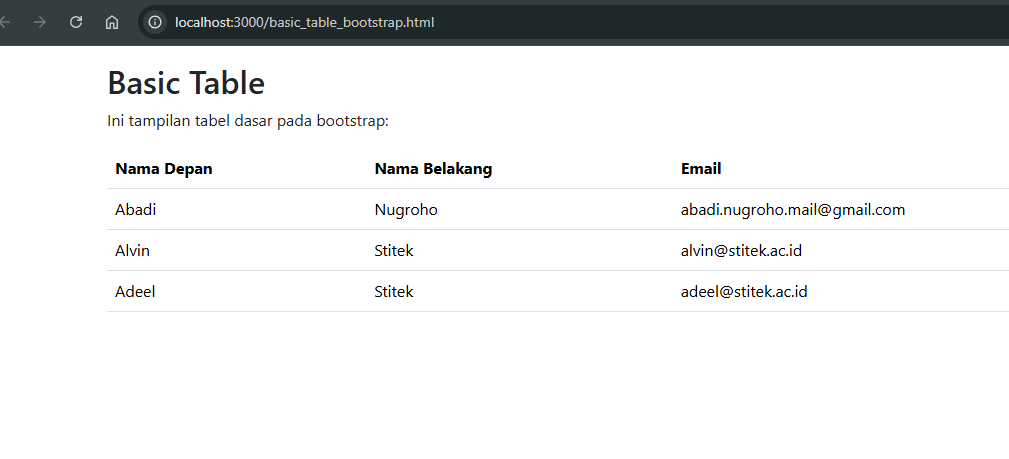 localhost:3000/basic_table_bootstrap.html
Basic Table
Ini tampilan tabel dasar pada bootstrap:
Nama Depan Nama Belakang Email
Abadi Nugroho abadi.nugroho.mail@gmail.com
Alvin Stitek alvin@stitek.ac.id
Adeel Stitek adeel@stitek.ac.id